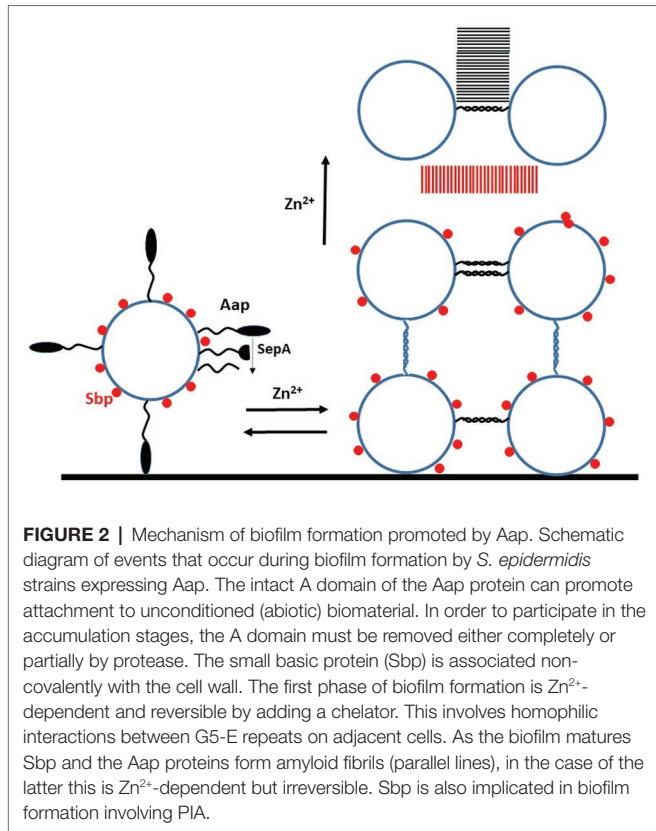 Zn²⁺
Aap
SepA
Sbp
Zn²⁺
FIGURE 2 | Mechanism of biofilm formation promoted by Aap. Schematic
diagram of events that occur during biofilm formation by S. epidermidis
strains expressing Aap. The intact A domain of the Aap protein can promote
attachment to unconditioned (abiotic) biomaterial. In order to participate in the
accumulation stages, the A domain must be removed either completely or
partially by protease. The small basic protein (Sbp) is associated non-
covalently with the cell wall. The first phase of biofilm formation is Zn²⁺-
dependent and reversible by adding a chelator. This involves homophilic
interactions between G5-E repeats on adjacent cells. As the biofilm matures
Sbp and the Aap proteins form amyloid fibrils (parallel lines), in the case of the
latter this is Zn²⁺-dependent but irreversible. Sbp is also implicated in biofilm
formation involving PIA.